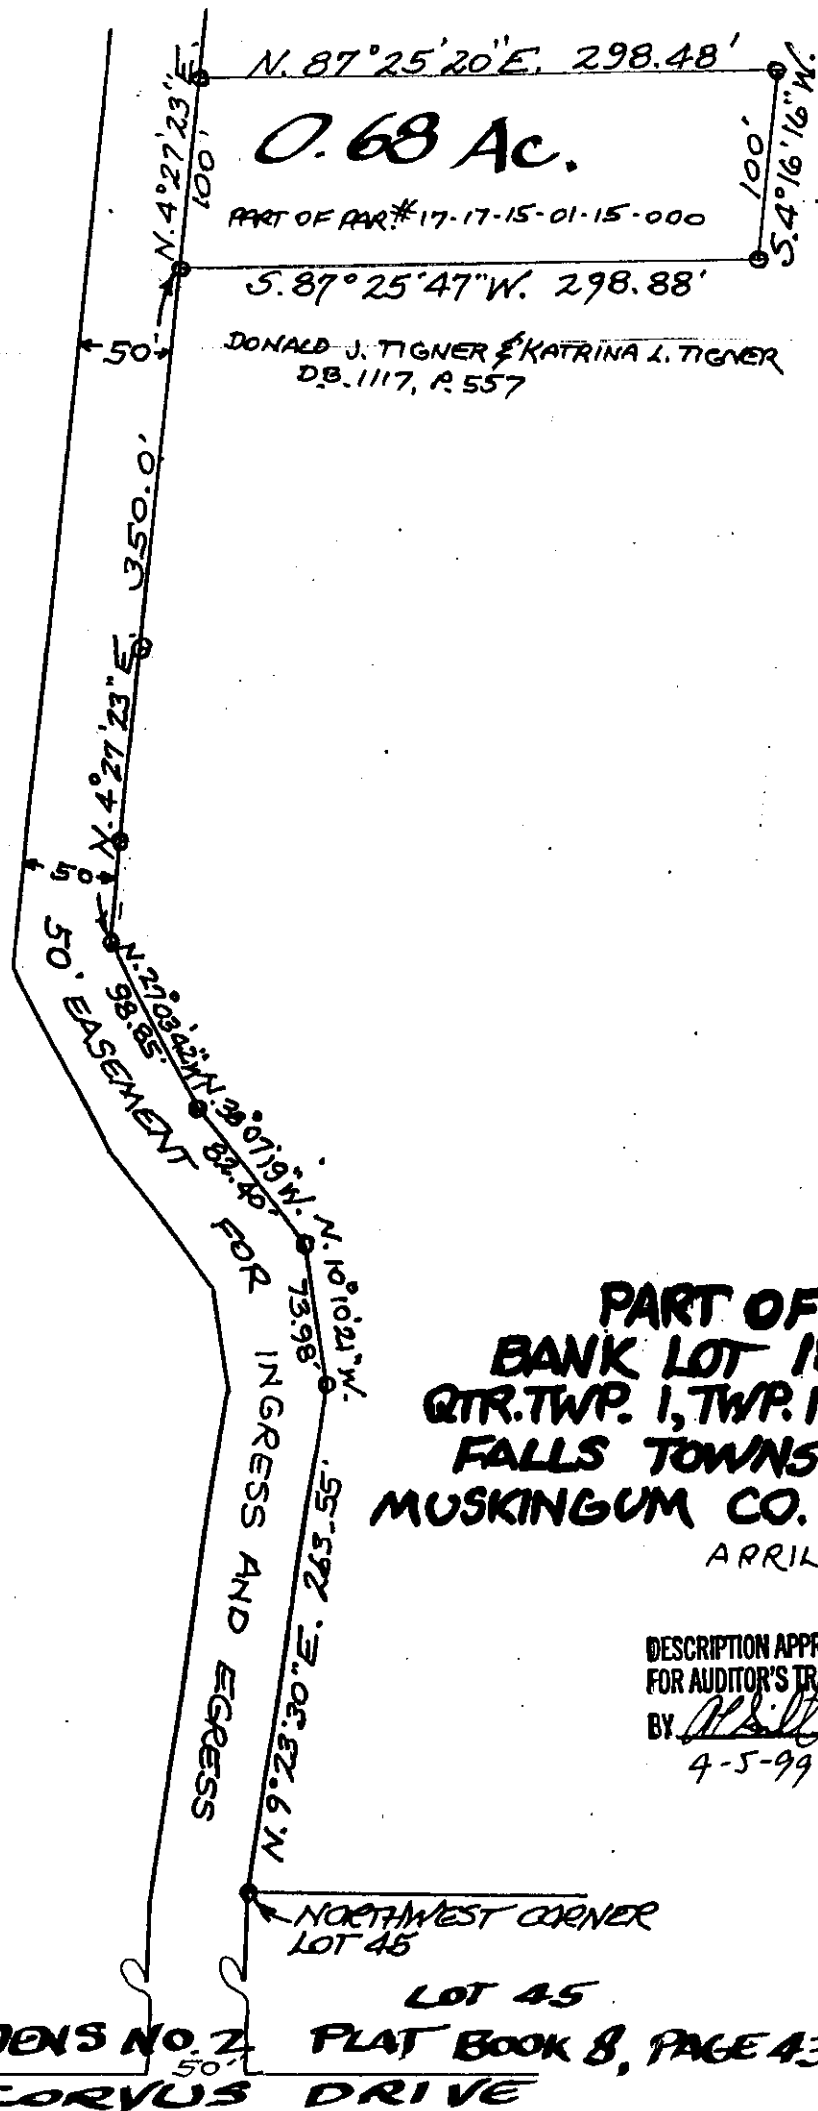 N. 87°25'20"E. 298.48'
N. 4°27'23"E.
100'
0.68 Ac.
100'
S. 4°16'16"W.
PART OF PAR.# 17-17-15-01-15-000
S. 87°25'47"W. 298.88'
50'
DONALD J. TIGNER & KATRINA L. TIGNER
D.B. 1117, P. 557
N. 4°27'23"E. 350.0'
50'
N. 27°03'42"W.
98.85'
50' EASEMENT FOR INGRESS AND EGRESS
N. 38°07'19"W.
82.40'
N. 10°10'21"W.
73.98'
PART OF
BANK LOT
QTR. TWP. 1, TWP.
FALLS TOWNS
MUSKINGUM CO.
APRIL
N. 9°23'30"E. 263.55'
DESCRIPTION APPR
FOR AUDITOR'S TR
BY
4-5-99
NORTHWEST CORNER
LOT 45
LOT 45
DENS NO. 2 PLAT BOOK 8, PAGE 43
50'
CORVUS DRIVE